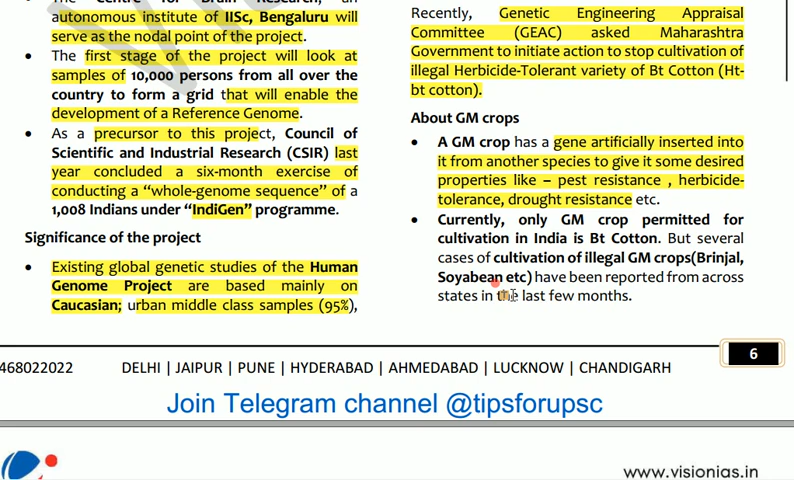 autonomous institute of IISc, Bengaluru will
serve as the nodal point of the project.
• The first stage of the project will look at
samples of 10,000 persons from all over the
country to form a grid that will enable the
development of a Reference Genome.
• As a precursor to this project, Council of
Scientific and Industrial Research (CSIR) last
year concluded a six-month exercise of
conducting a “whole-genome sequence” of a
1,008 Indians under “IndiGen” programme.
Significance of the project
• Existing global genetic studies of the Human
Genome Project are based mainly on
Caucasian; urban middle class samples (95%),
Recently, Genetic Engineering Appraisal
Committee (GEAC) asked Maharashtra
Government to initiate action to stop cultivation of
illegal Herbicide-Tolerant variety of Bt Cotton (Ht-
bt cotton).
About GM crops
• A GM crop has a gene artificially inserted into
it from another species to give it some desired
properties like – pest resistance , herbicide-
tolerance, drought resistance etc.
• Currently, only GM crop permitted for
cultivation in India is Bt Cotton. But several
cases of cultivation of illegal GM crops(Brinjal,
Soyabean etc) have been reported from across
states in the last few months.
6
468022022 DELHI | JAIPUR | PUNE | HYDERABAD | AHMEDABAD | LUCKNOW | CHANDIGARH
Join Telegram channel @tipsforupsc
www.visionias.in